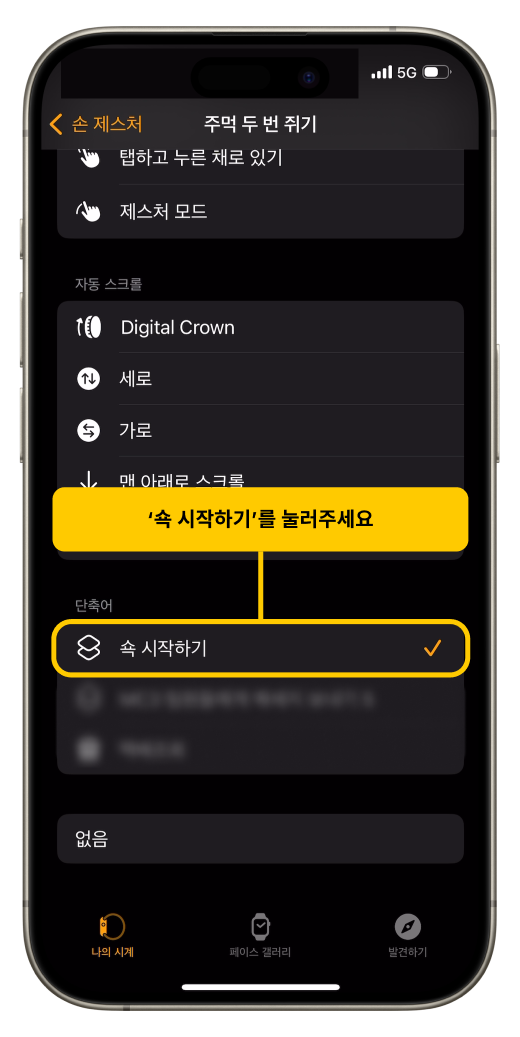 5G
손 제스처
주먹 두 번 쥐기
탭하고 누른 채로 있기
제스처 모드
자동 스크롤
Digital Crown
세로
가로
맨 아래로 스크롤
‘쇽 시작하기’를 눌러주세요
단축어
쇽 시작하기
없음
나의 시계
페이스 갤러리
발견하기